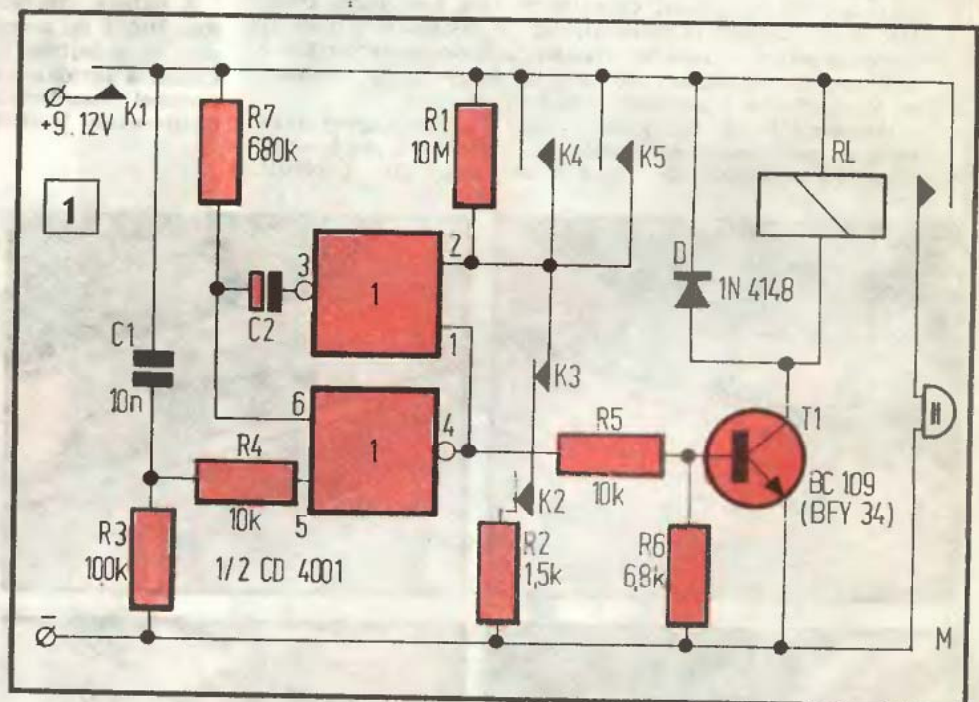 +9.12V
K1
1
R7
680k
R1
10M
K4
K5
RL
3
2
1
C2
1
D
1N 4148
C1
10n
K3
6
4
1
5
R4
10k
R5
10k
T1
BC 109
(BFY 34)
K2
R3
100k
1/2 CD 4001
R2
1,5k
R6
6,8k
M